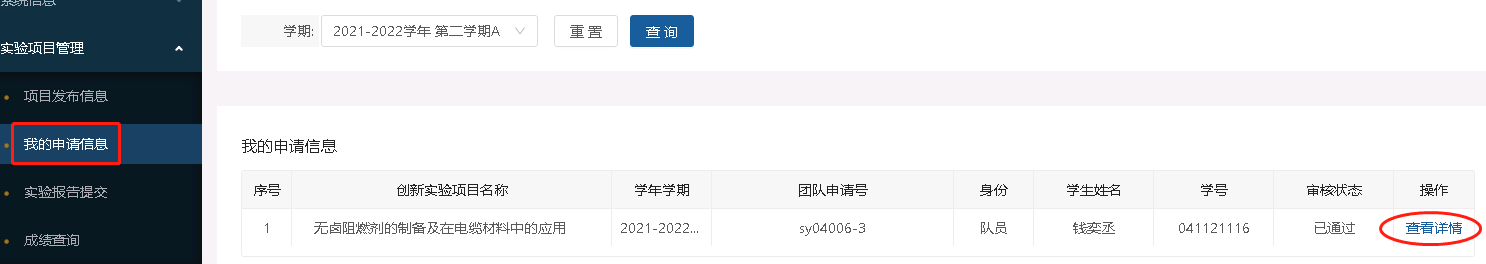 系统信息
实验项目管理
项目发布信息
我的申请信息
实验报告提交
成绩查询
学期: 2021-2022学年 第二学期A 重 置 查 询
我的申请信息
序号 创新实验项目名称 学年学期 团队申请号 身份 学生姓名 学号 审核状态 操作
1 无卤阻燃剂的制备及在电缆材料中的应用 2021-2022... sy04006-3 队员 钱奕丞 041121116 已通过 查看详情